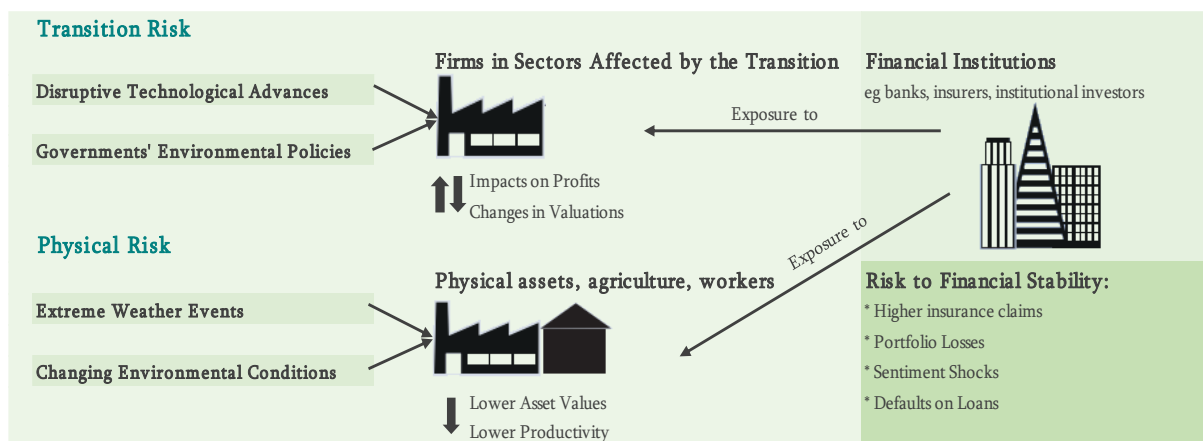 Transition Risk
Disruptive Technological Advances
Governments' Environmental Policies
Firms in Sectors Affected by the Transition
Impacts on Profits
Changes in Valuations
Exposure to
Financial Institutions
eg banks, insurers, institutional investors
Physical Risk
Extreme Weather Events
Changing Environmental Conditions
Physical assets, agriculture, workers
Lower Asset Values
Lower Productivity
Exposure to
Risk to Financial Stability:
* Higher insurance claims
* Portfolio Losses
* Sentiment Shocks
* Defaults on Loans